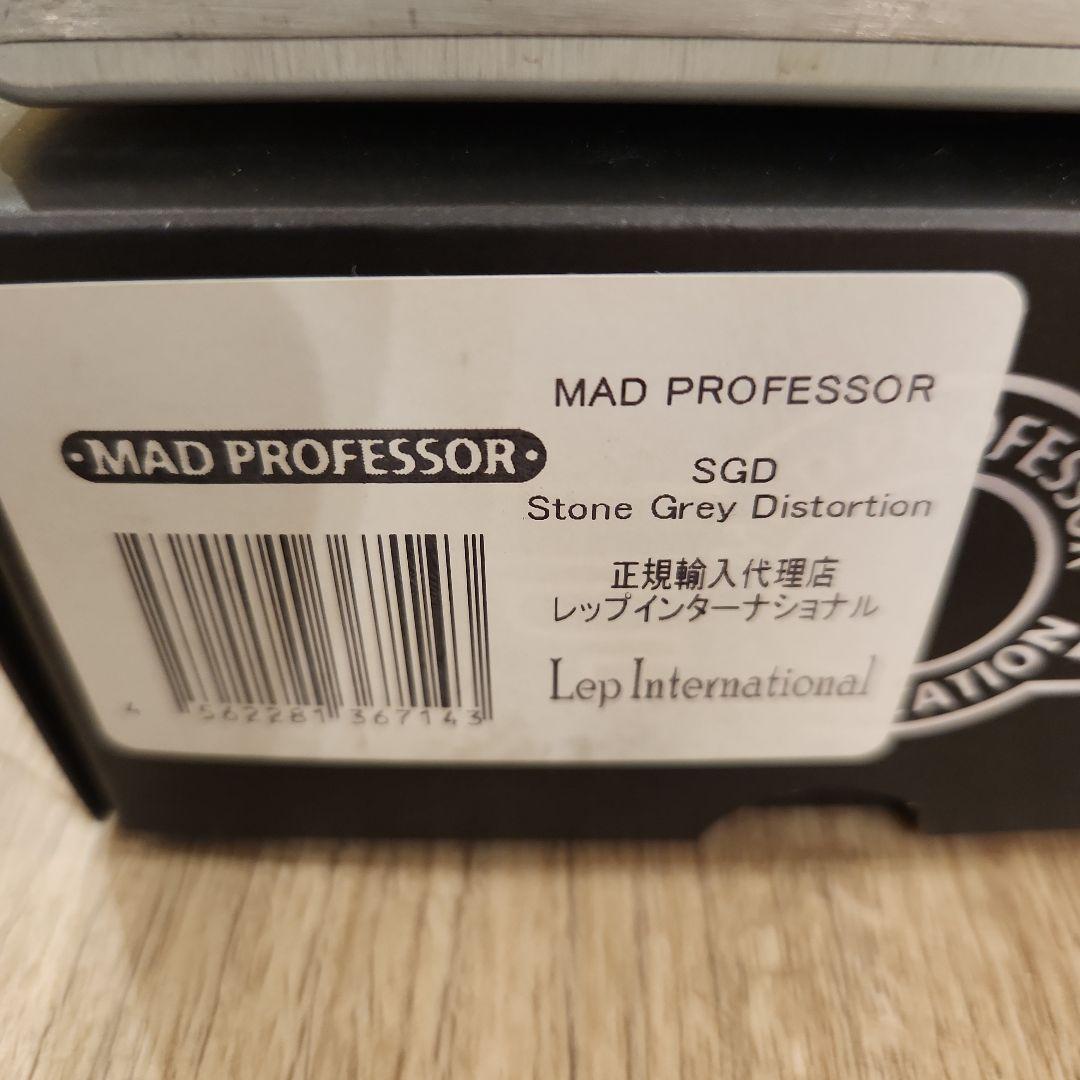 MAD PROFESSOR
SGD
Stone Grey Distortion
正規輸入代理店
レップインターナショナル
Lep International
·MAD PROFESSOR·
4 562281 367143